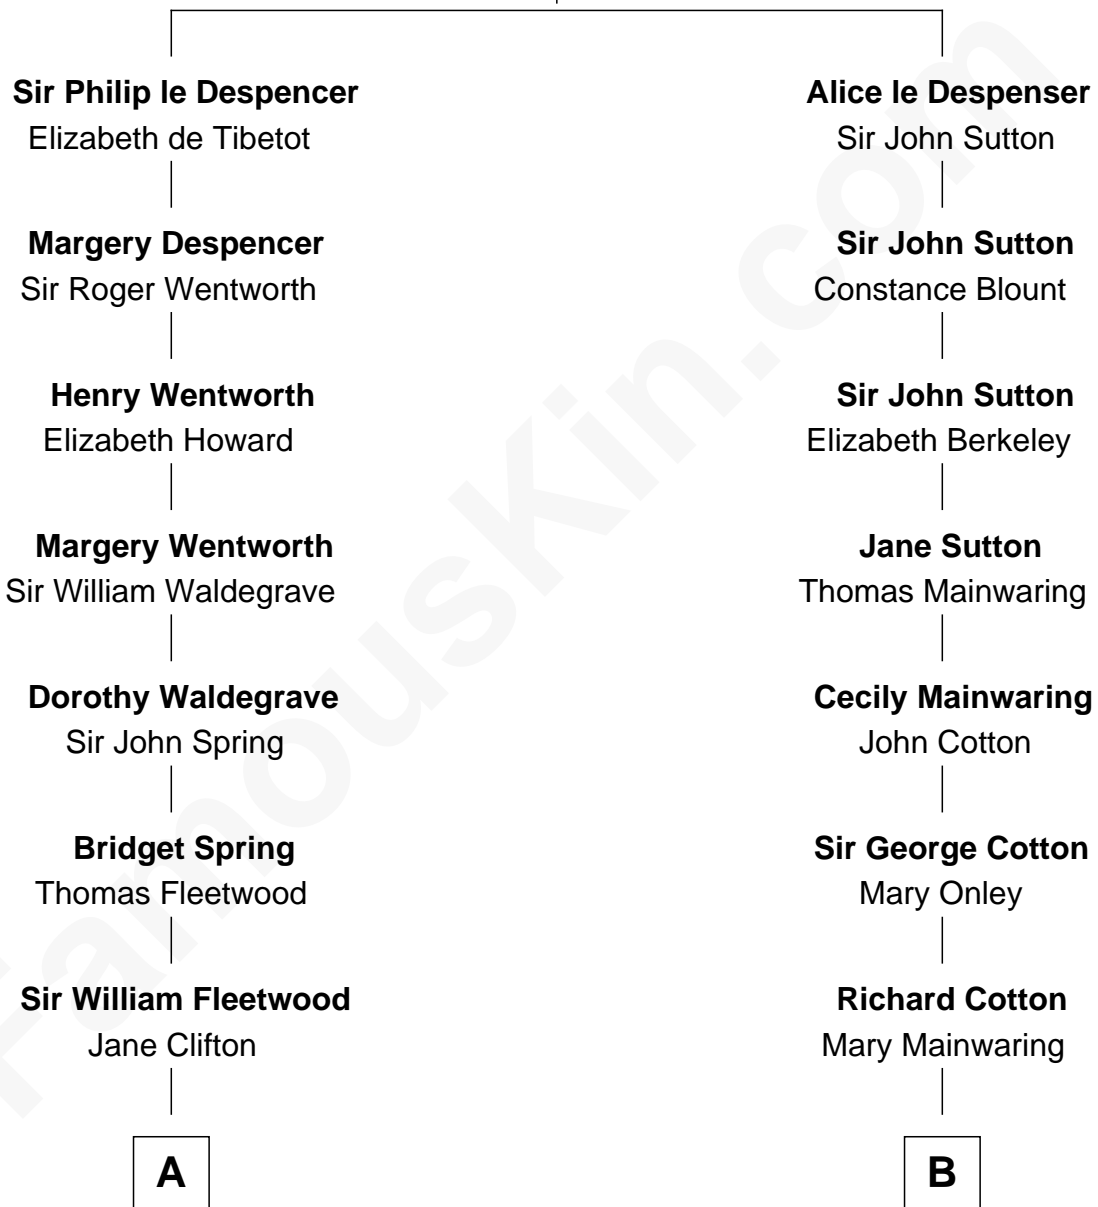 Sir Philip le Despencer
Elizabeth de Tibetot
Margery Despencer
Sir Roger Wentworth
Henry Wentworth
Elizabeth Howard
Margery Wentworth
Sir William Waldegrave
Dorothy Waldegrave
Sir John Spring
Bridget Spring
Thomas Fleetwood
Sir William Fleetwood
Jane Clifton
A
Alice le Despenser
Sir John Sutton
Sir John Sutton
Constance Blount
Sir John Sutton
Elizabeth Berkeley
Jane Sutton
Thomas Mainwaring
Cecily Mainwaring
John Cotton
Sir George Cotton
Mary Onley
Richard Cotton
Mary Mainwaring
B
FamousKin.com